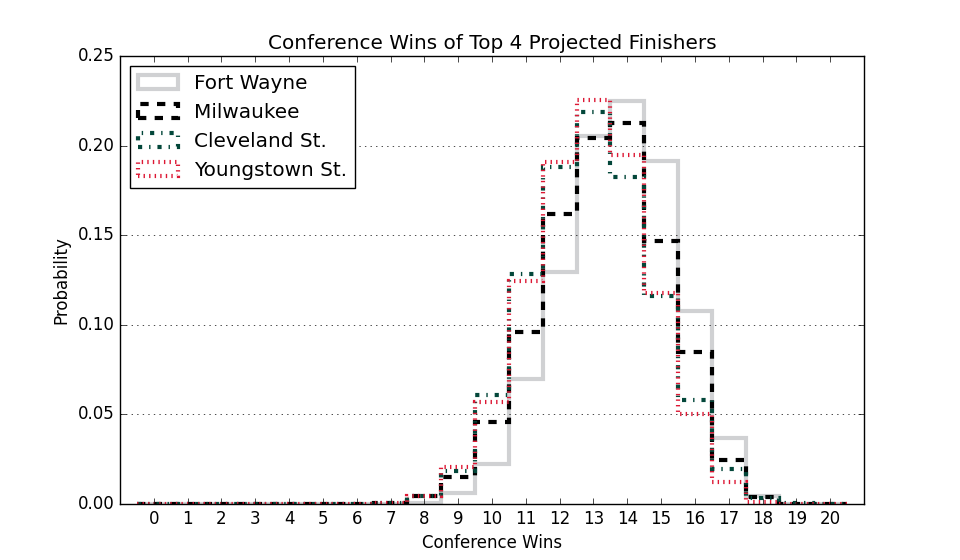 Conference Wins of Top 4 Projected Finishers
Fort Wayne
Milwaukee
Cleveland St.
Youngstown St.
0.25
0.20
0.15
0.10
0.05
0.00
Probability
0 1 2 3 4 5 6 7 8 9 10 11 12 13 14 15 16 17 18 19 20
Conference Wins